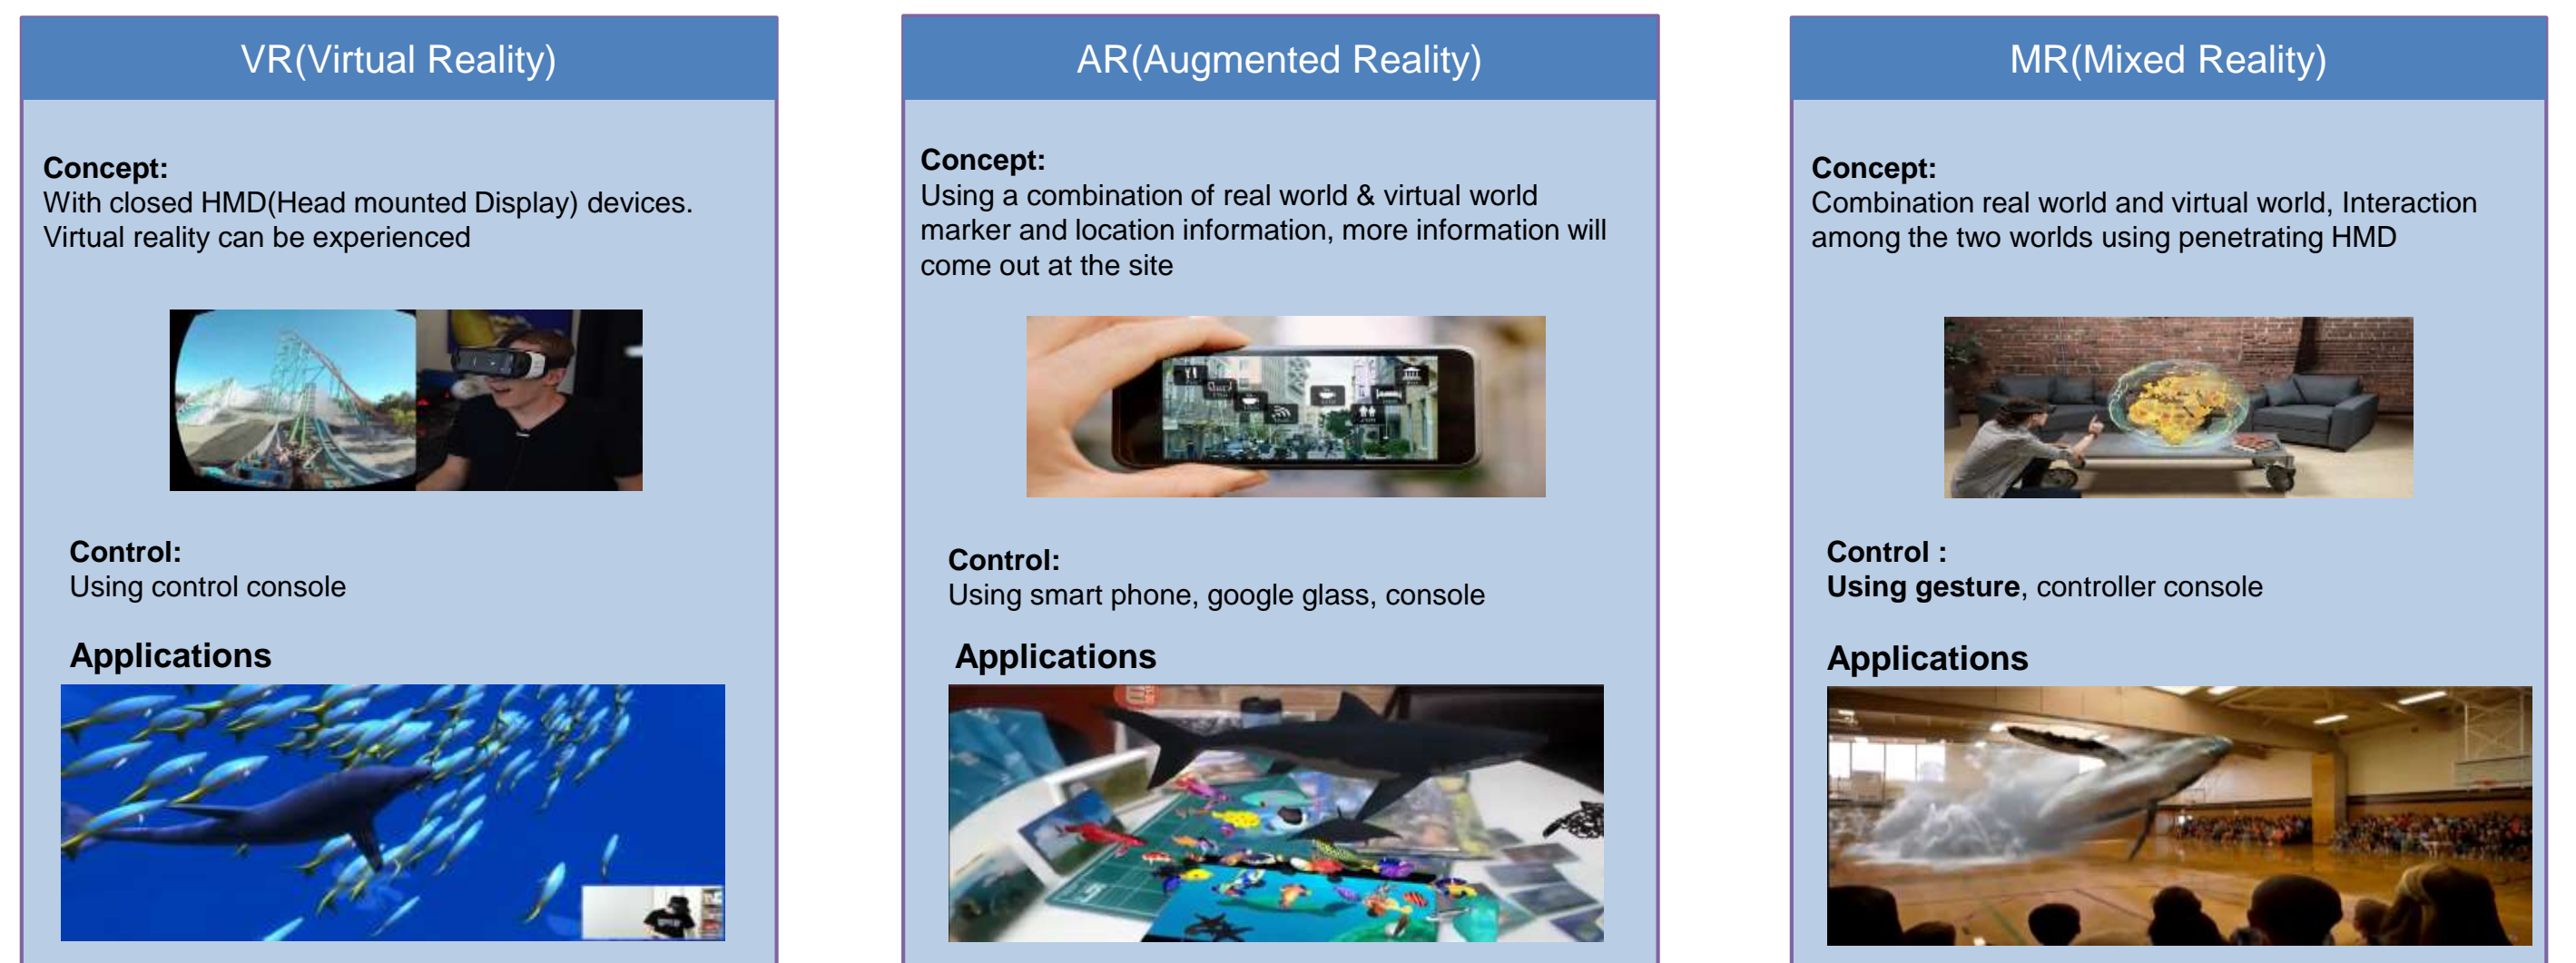 VR(Virtual Reality)
Concept:
With closed HMD(Head mounted Display) devices.
Virtual reality can be experienced
Control:
Using control console
Applications
AR(Augmented Reality)
Concept:
Using a combination of real world & virtual world
marker and location information, more information will
come out at the site
Control:
Using smart phone, google glass, console
Applications
MR(Mixed Reality)
Concept:
Combination real world and virtual world, Interaction
among the two worlds using penetrating HMD
Control :
Using gesture, controller console
Applications